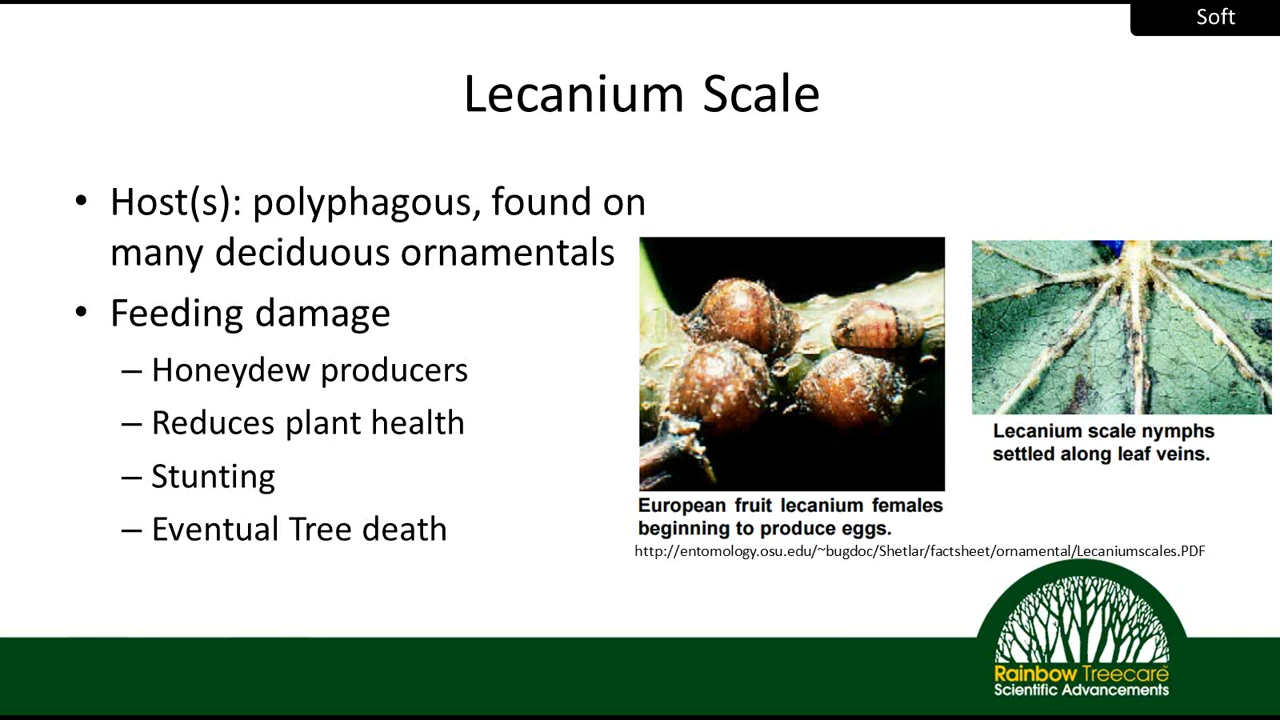 Soft
Lecanium Scale
• Host(s): polyphagous, found on
many deciduous ornamentals
• Feeding damage
– Honeydew producers
– Reduces plant health
– Stunting
– Eventual Tree death
Lecanium scale nymphs
settled along leaf veins.
European fruit lecanium females
beginning to produce eggs.
http://entomology.osu.edu/~bugdoc/Shetlar/factsheet/ornamental/Lecaniumscales.PDF
Rainbow Treecare
Scientific Advancements